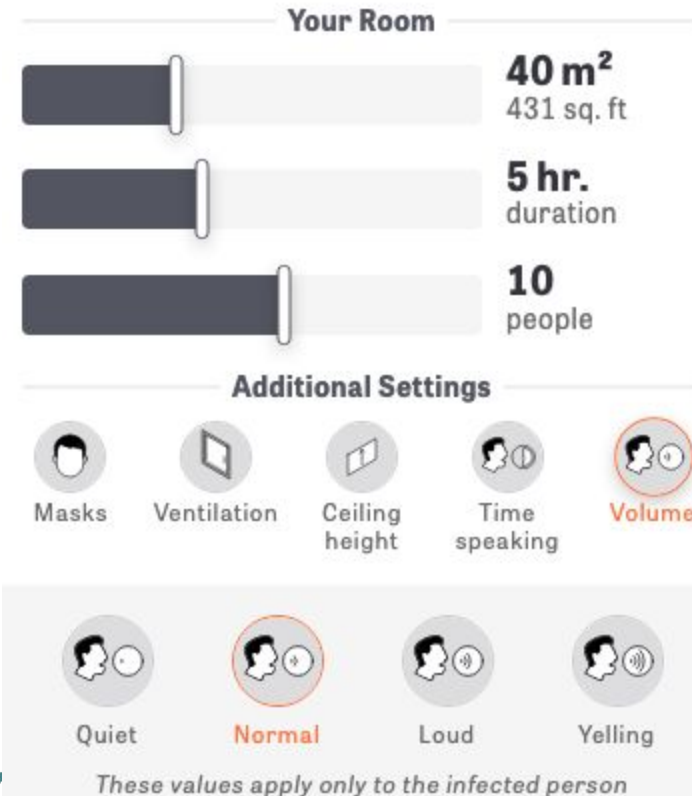 Your Room
40 m²
431 sq. ft
5 hr.
duration
10
people
Additional Settings
Masks
Ventilation
Ceiling
height
Time
speaking
Volume
Quiet
Normal
Loud
Yelling
These values apply only to the infected person